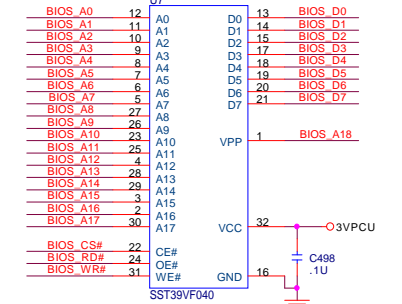 U7
BIOS_A0 12 A0 D0 13 BIOS_D0
BIOS_A1 11 A1 D1 14 BIOS_D1
BIOS_A2 10 A2 D2 15 BIOS_D2
BIOS_A3 9 A3 D3 17 BIOS_D3
BIOS_A4 8 A4 D4 18 BIOS_D4
BIOS_A5 7 A5 D5 19 BIOS_D5
BIOS_A6 6 A6 D6 20 BIOS_D6
BIOS_A7 5 A7 D7 21 BIOS_D7
BIOS_A8 27 A8
BIOS_A9 26 A9
BIOS_A10 23 A10 VPP 1 BIOS_A18
BIOS_A11 25 A11
BIOS_A12 4 A12
BIOS_A13 28 A13
BIOS_A14 29 A14
BIOS_A15 3 A15
BIOS_A16 2 A16
BIOS_A17 30 A17 VCC 32 3VPCU
BIOS_CS# 22 CE#
BIOS_RD# 24 OE#
BIOS_WR# 31 WE# GND 16
C498
.1U
SST39VF040